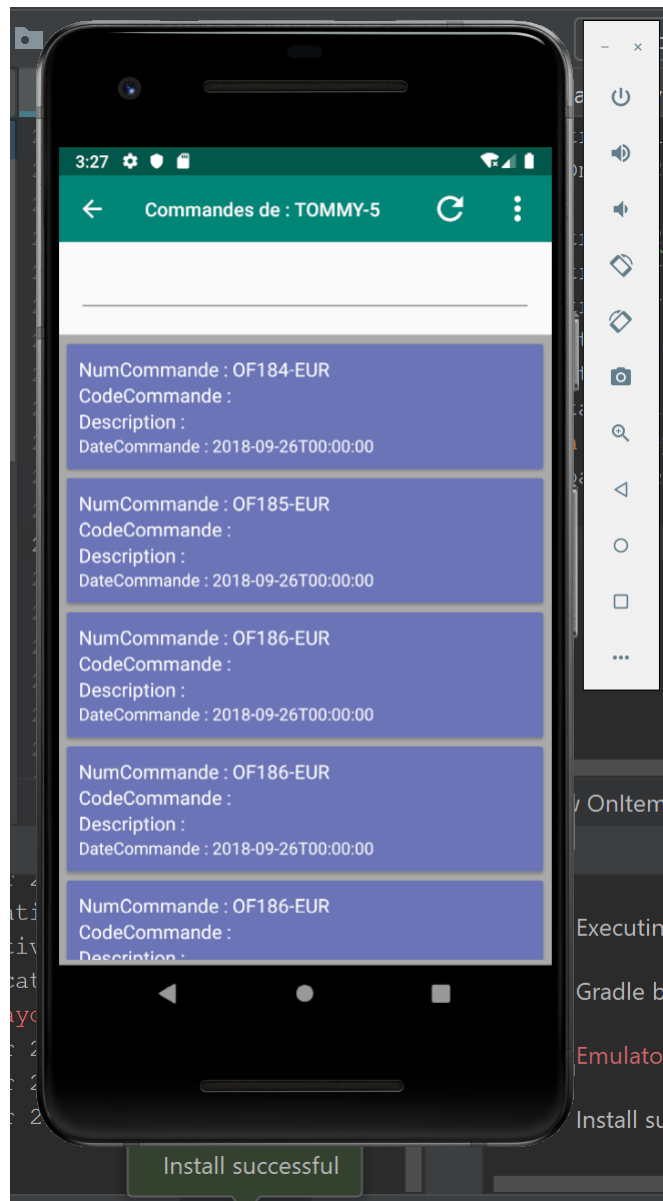 3:27
Commandes de : TOMMY-5
NumCommande : OF184-EUR
CodeCommande :
Description :
DateCommande : 2018-09-26T00:00:00
NumCommande : OF185-EUR
CodeCommande :
Description :
DateCommande : 2018-09-26T00:00:00
NumCommande : OF186-EUR
CodeCommande :
Description :
DateCommande : 2018-09-26T00:00:00
NumCommande : OF186-EUR
CodeCommande :
Description :
DateCommande : 2018-09-26T00:00:00
NumCommande : OF186-EUR
CodeCommande :
Description :
OnItem
Executin
Gradle b
Emulato
Install su
Install successful